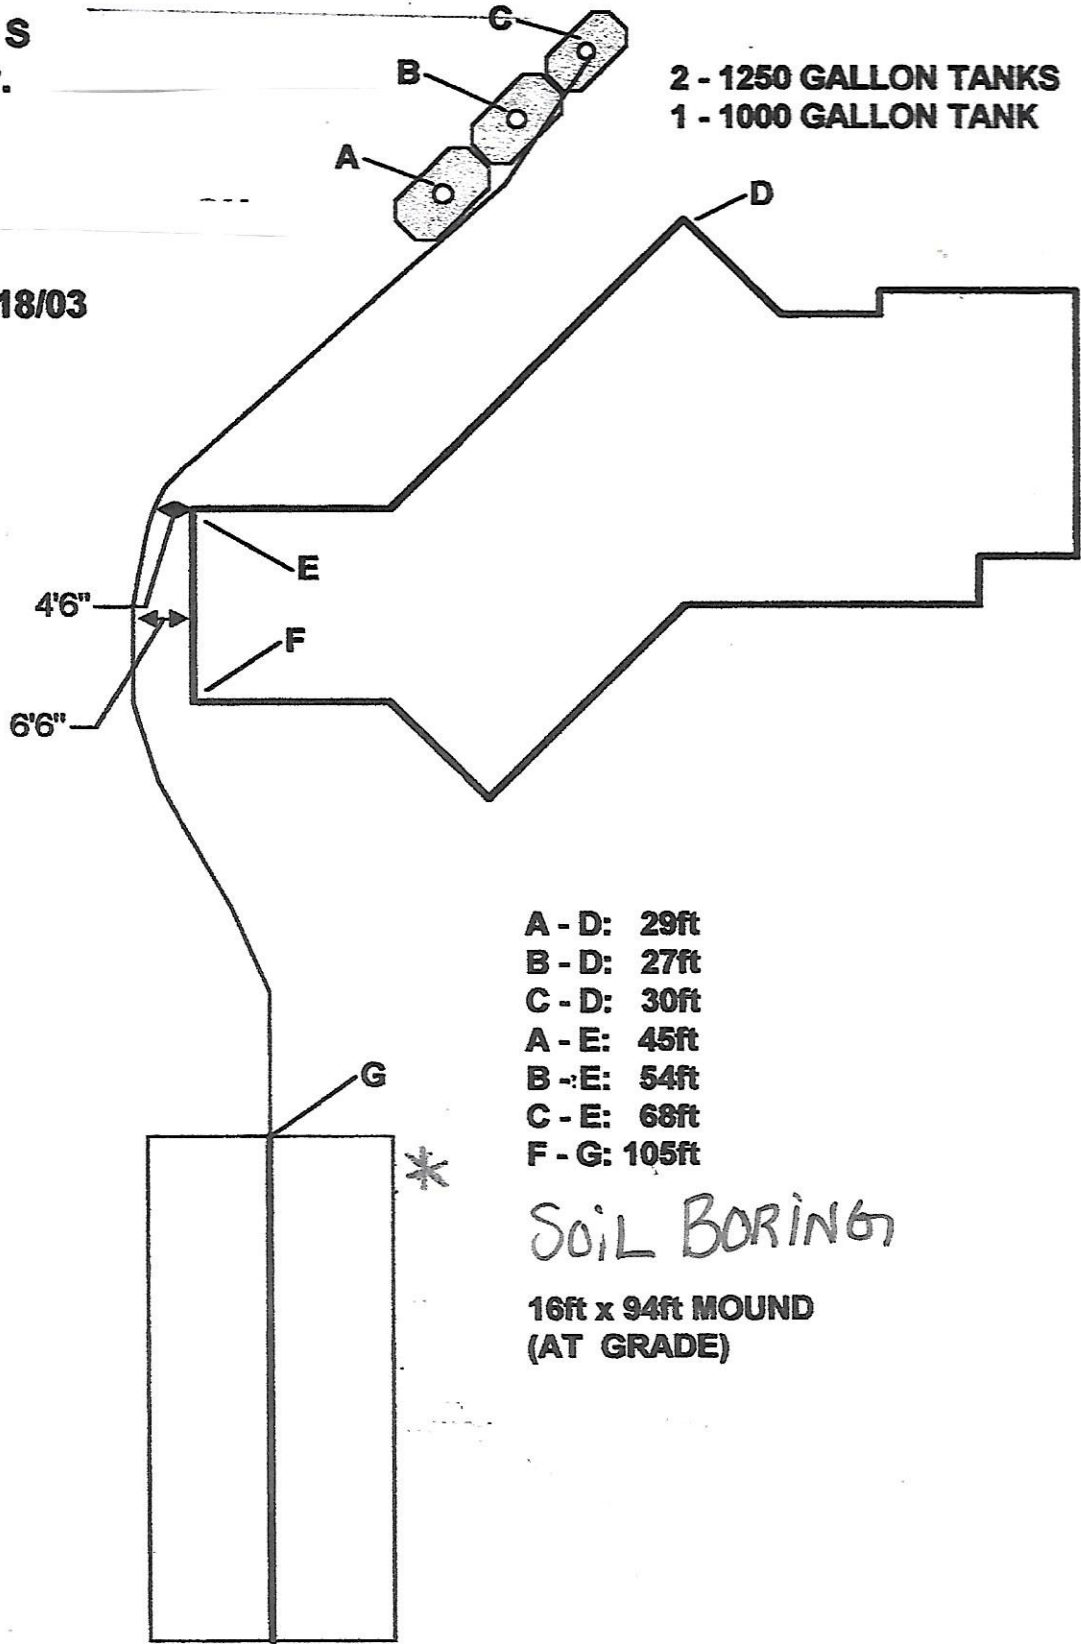 S
C
B
2 - 1250 GALLON TANKS
1 - 1000 GALLON TANK
A
D
18/03
E
4'6"
F
6'6"
A - D: 29ft
B - D: 27ft
C - D: 30ft
A - E: 45ft
B - E: 54ft
C - E: 68ft
F - G: 105ft
G
*
SOiL BORiNG
16ft x 94ft MOUND
(AT GRADE)